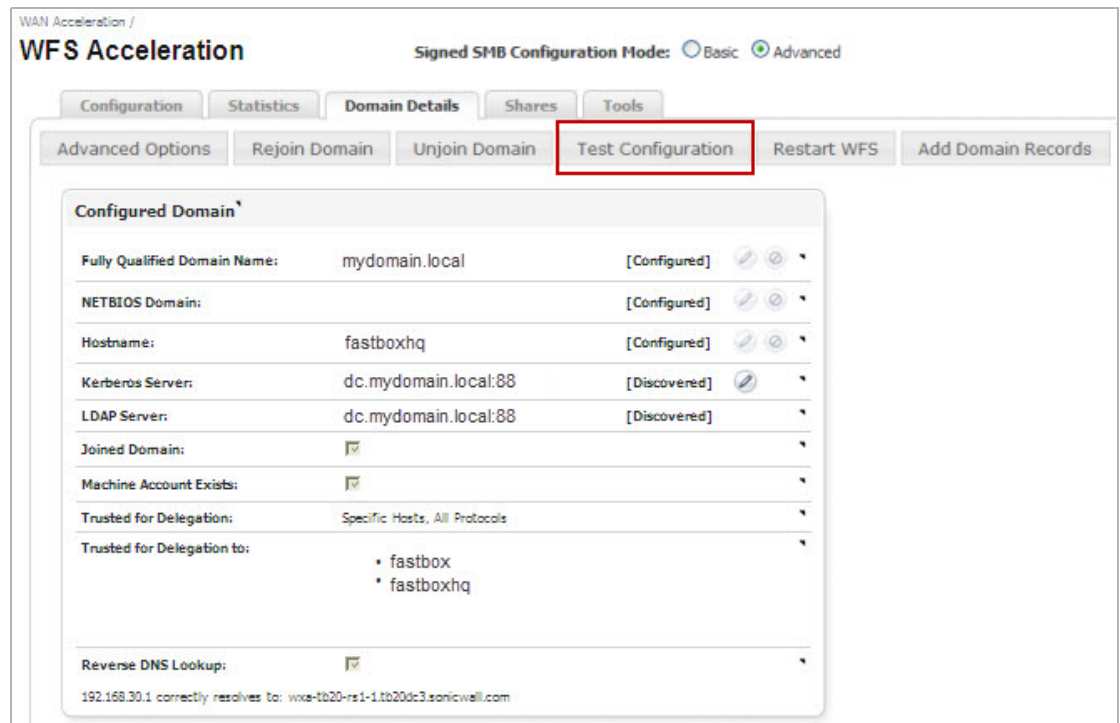 WAN Acceleration /
WFS Acceleration Signed SMB Configuration Mode: Basic Advanced
Configuration Statistics Domain Details Shares Tools
Advanced Options Rejoin Domain Unjoin Domain Test Configuration Restart WFS Add Domain Records
Configured Domain
Fully Qualified Domain Name: mydomain.local [Configured]
NETBIOS Domain: [Configured]
Hostname: fastboxhq [Configured]
Kerberos Server: dc.mydomain.local:88 [Discovered]
LDAP Server: dc.mydomain.local:88 [Discovered]
Joined Domain:
Machine Account Exists:
Trusted for Delegation: Specific Hosts, All Protocols
Trusted for Delegation to:
• fastbox
• fastboxhq
Reverse DNS Lookup:
192.168.30.1 correctly resolves to: wxa-tb20-rs1-1.tb20dc3.sonicwall.com